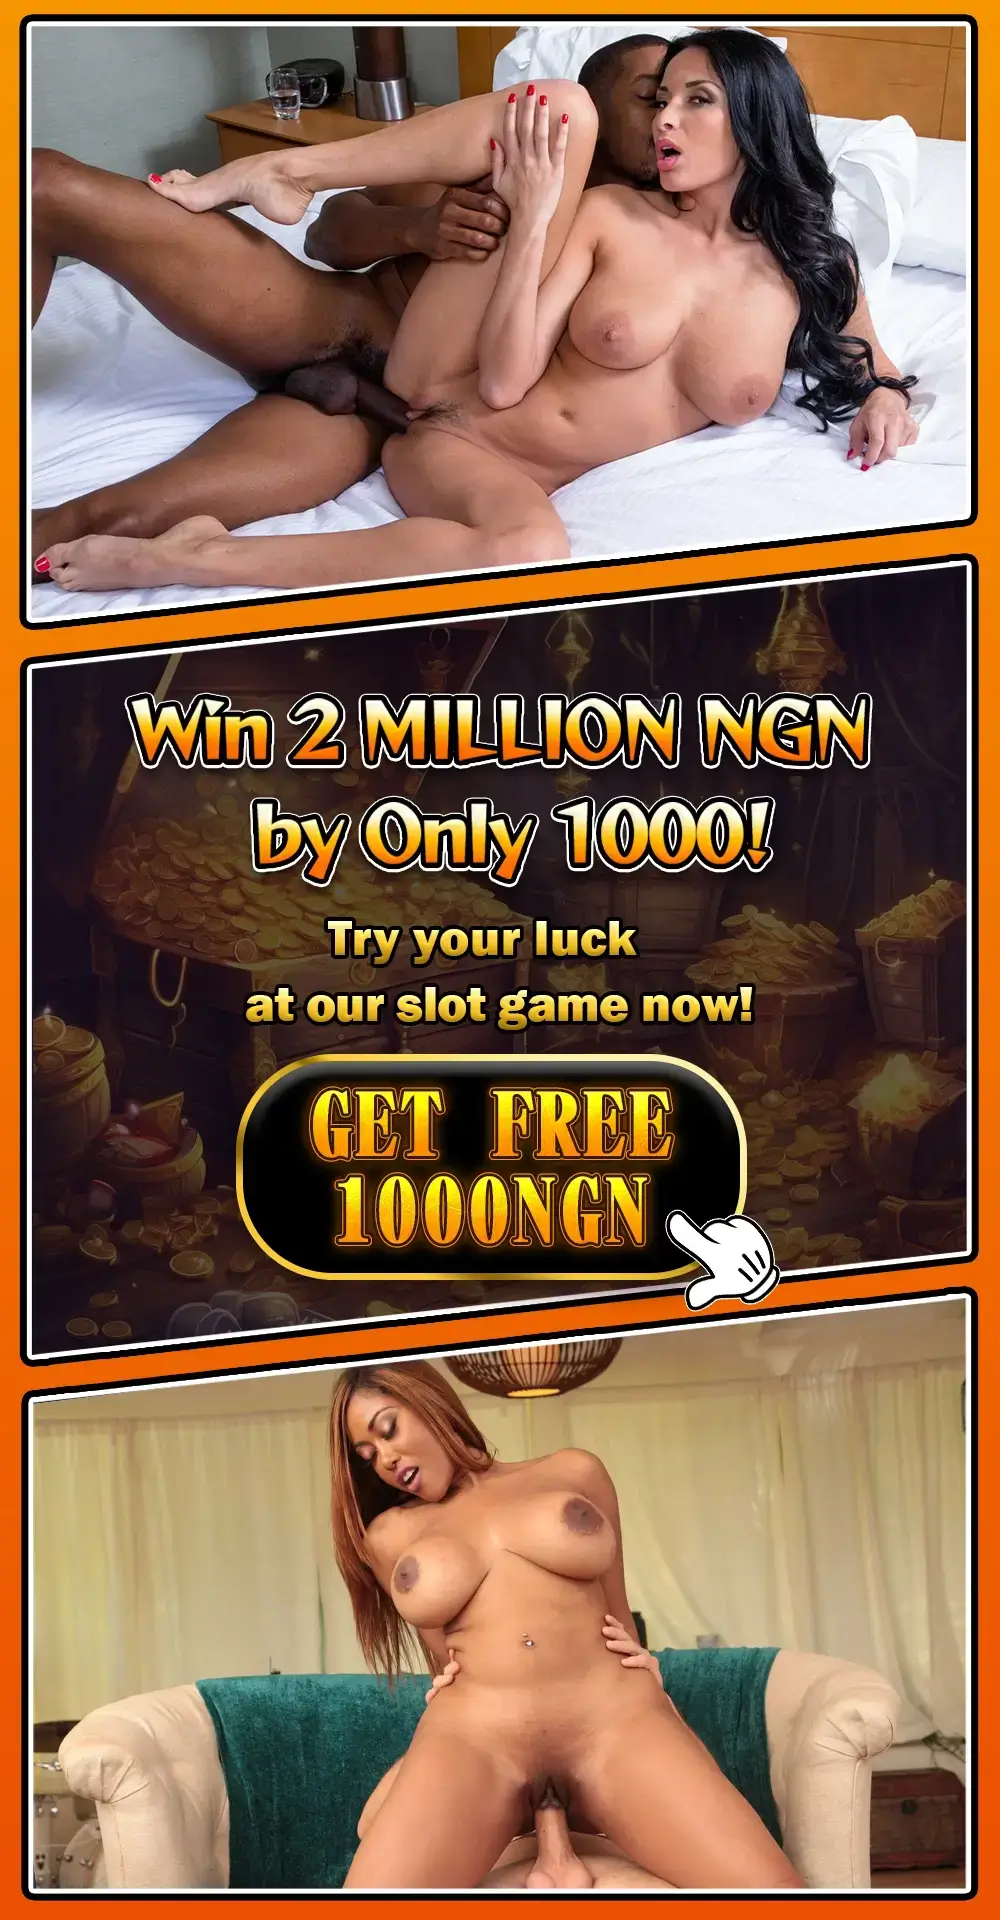 Win 2 MILLION NGN
by Only 1000!
Try your luck
at our slot game now!
GET FREE
1000NGN